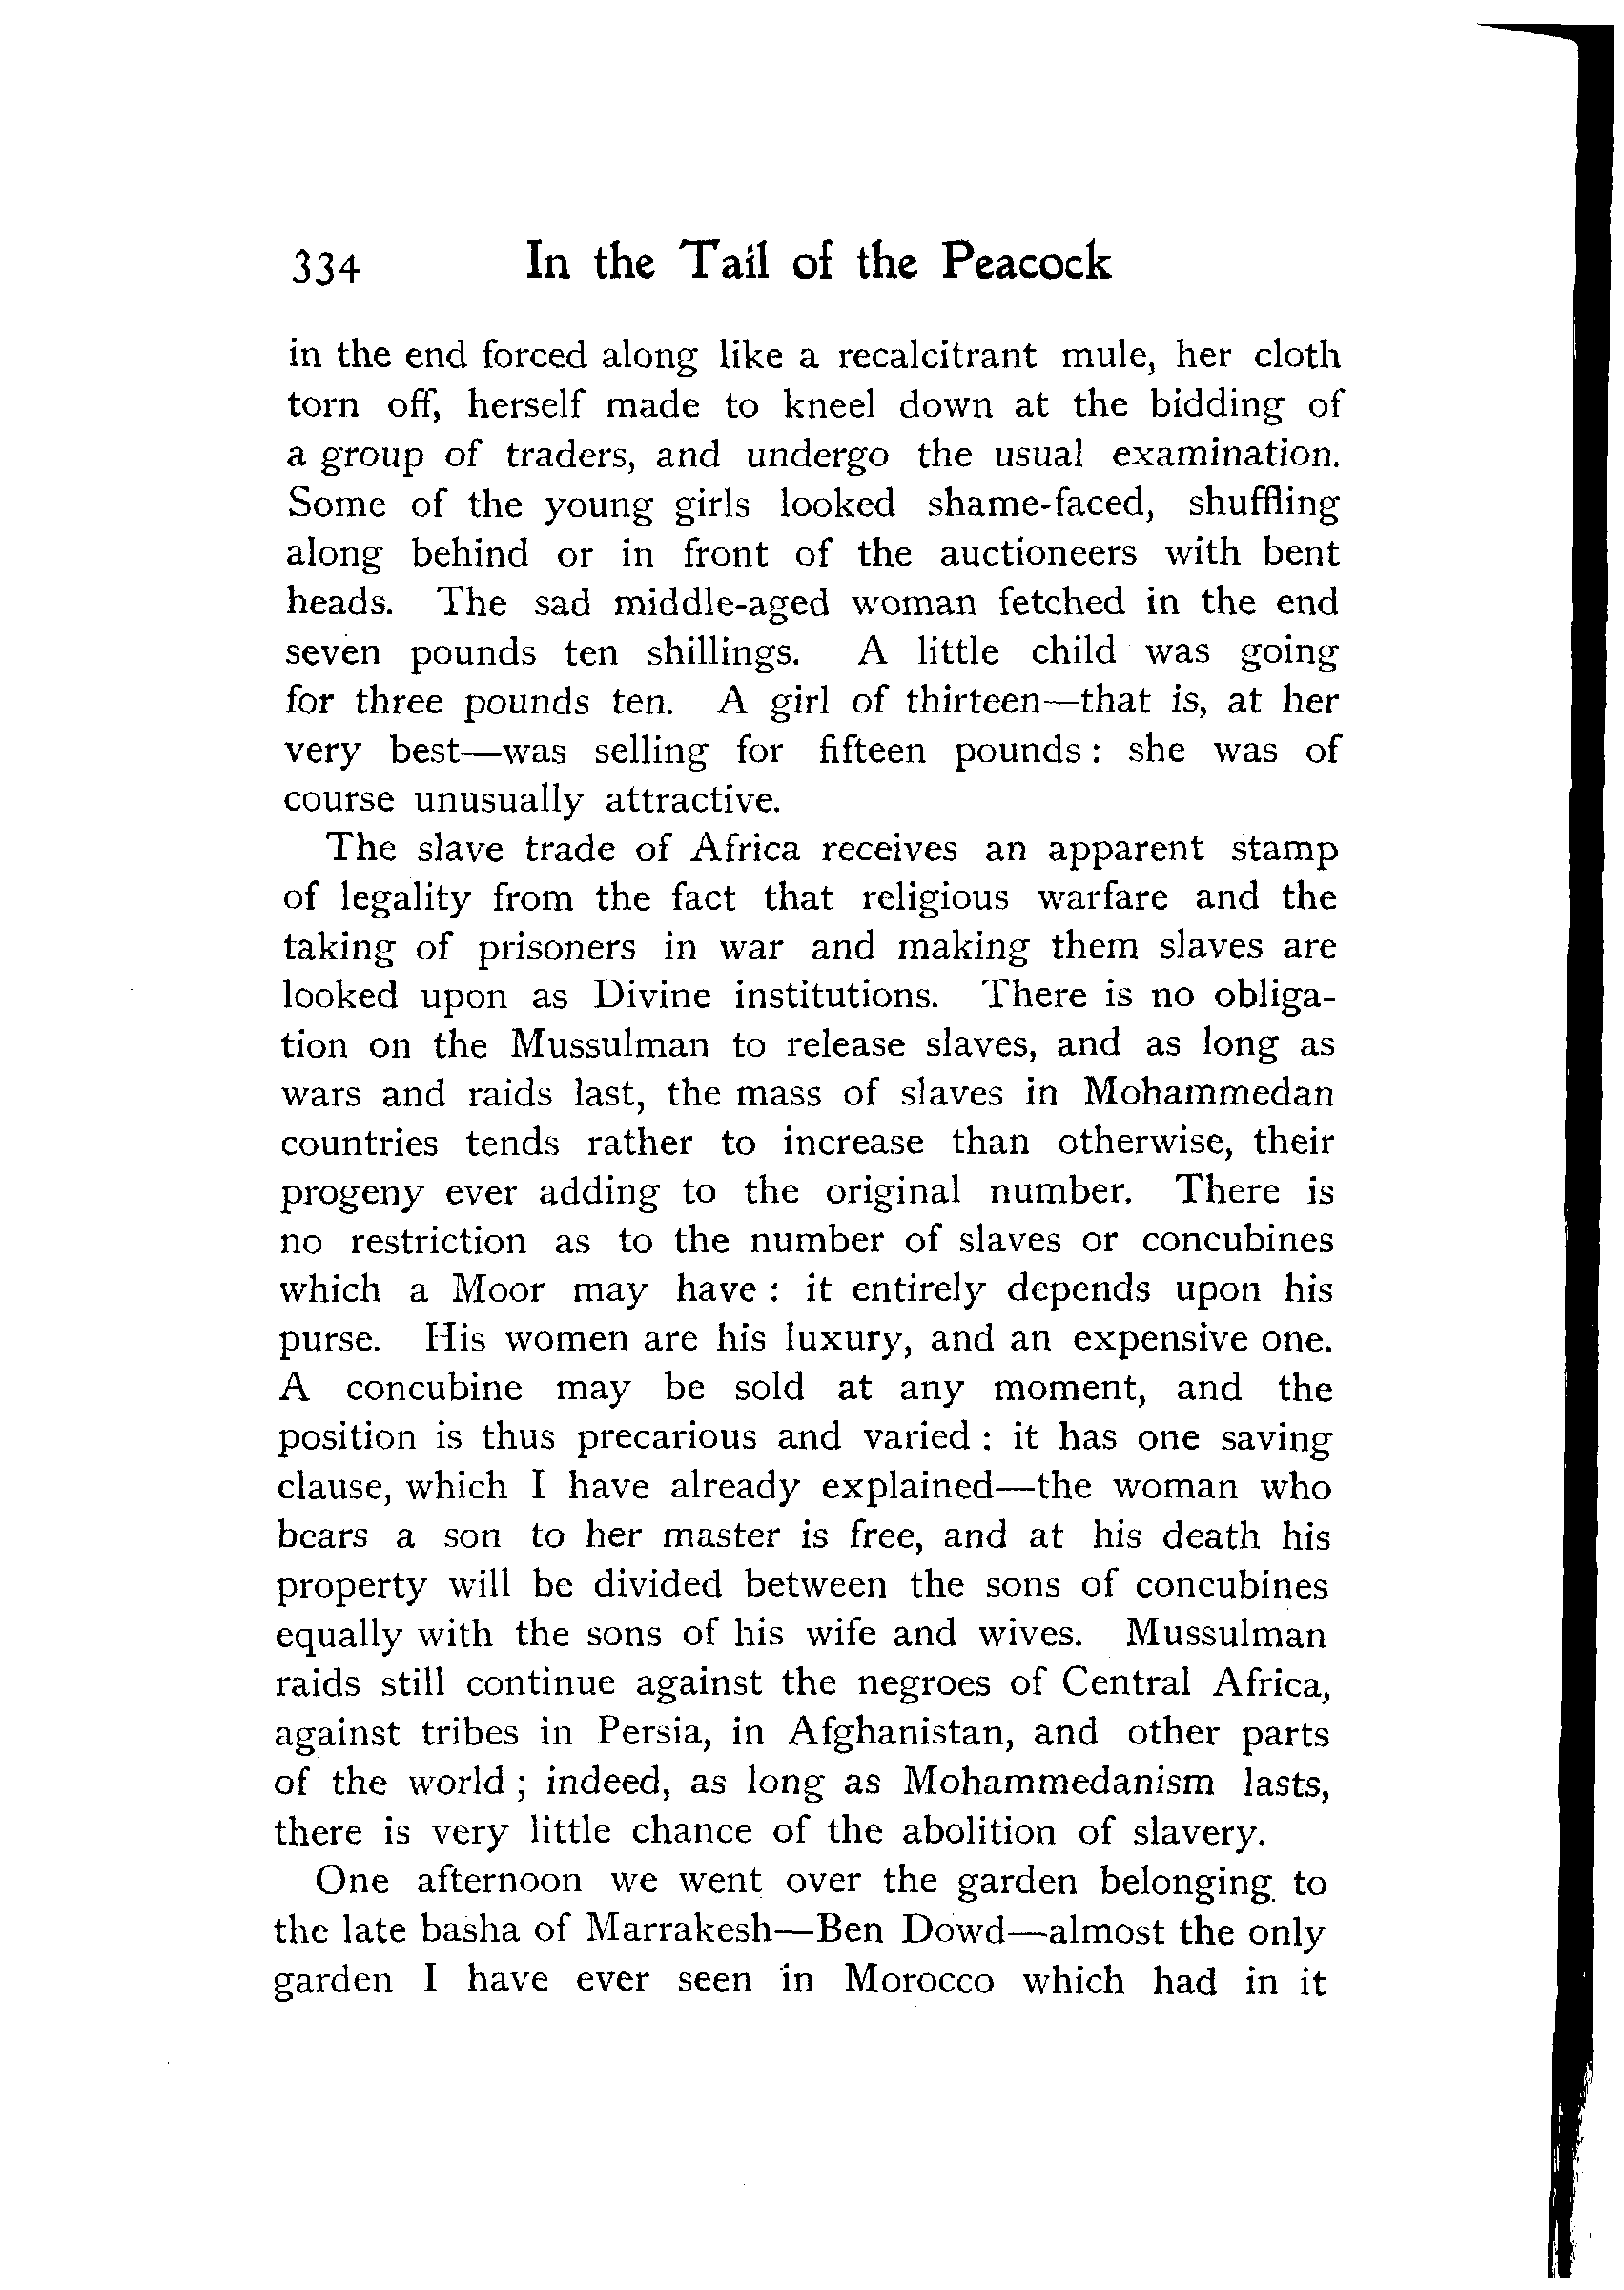 334 In the Tail of the Peacock
in the end forced along like a recalcitrant mule, her cloth
torn off, herself made to kneel down at the bidding of
a group of traders, and undergo the usual examination.
Some of the young girls looked shame-faced, shuffling
along behind or in front of the auctioneers with bent
heads. The sad middle-aged woman fetched in the end
seven pounds ten shillings. A little child was going
for three pounds ten. A girl of thirteen—that is, at her
very best—was selling for fifteen pounds : she was of
course unusually attractive.
The slave trade of Africa receives an apparent stamp
of legality from the fact that religious warfare and the
taking of prisoners in war and making them slaves are
looked upon as Divine institutions. There is no obliga-
tion on the Mussulman to release slaves, and as long as
wars and raids last, the mass of slaves in Mohammedan
countries tends rather to increase than otherwise, their
progeny ever adding to the original number. There is
no restriction as to the number of slaves or concubines
which a Moor may have : it entirely depends upon his
purse. His women are his luxury, and an expensive one.
A concubine may be sold at any moment, and the
position is thus precarious and varied : it has one saving
clause, which I have already explained—the woman who
bears a son to her master is free, and at his death his
property will be divided between the sons of concubines
equally with the sons of his wife and wives. Mussulman
raids still continue against the negroes of Central Africa,
against tribes in Persia, in Afghanistan, and other parts
of the world ; indeed, as long as Mohammedanism lasts,
there is very little chance of the abolition of slavery.
One afternoon we went over the garden belonging to
the late basha of Marrakesh—Ben Dowd—almost the only
garden I have ever seen in Morocco which had in it